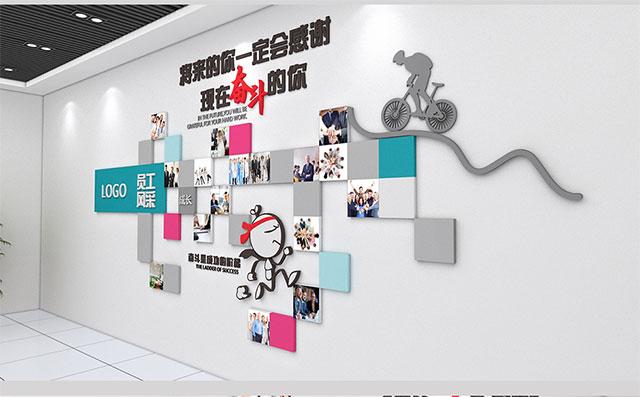 将来的你一定会感谢
现在奋斗的你
IN THE FUTURE,YOU WILL BE
GRATEFUL FOR YOUR HARD WORK.
LOGO
员工
风采
成长
奋斗是成功的阶梯
THE LADDER OF SUCCESS